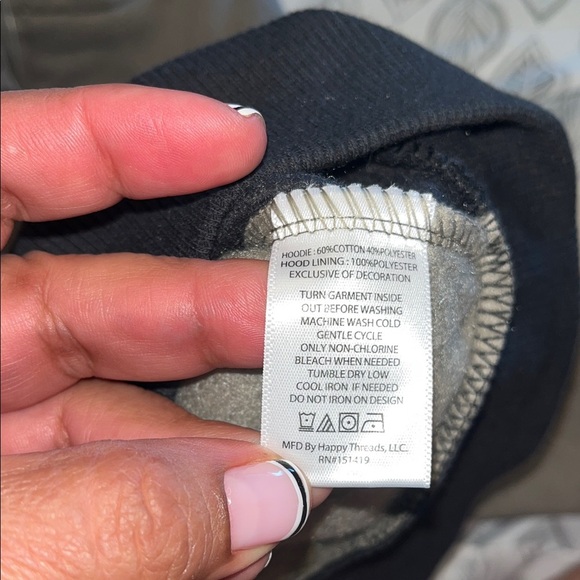 HOODIE : 60%COTTON 40%POLYESTER
HOOD LINING : 100%POLYESTER
EXCLUSIVE OF DECORATION
TURN GARMENT INSIDE
OUT BEFORE WASHING
MACHINE WASH COLD
GENTLE CYCLE
ONLY NON-CHLORINE
BLEACH WHEN NEEDED
TUMBLE DRY LOW
COOL IRON IF NEEDED
DO NOT IRON ON DESIGN
MFD By Happy Threads, LLC.
RN#151419